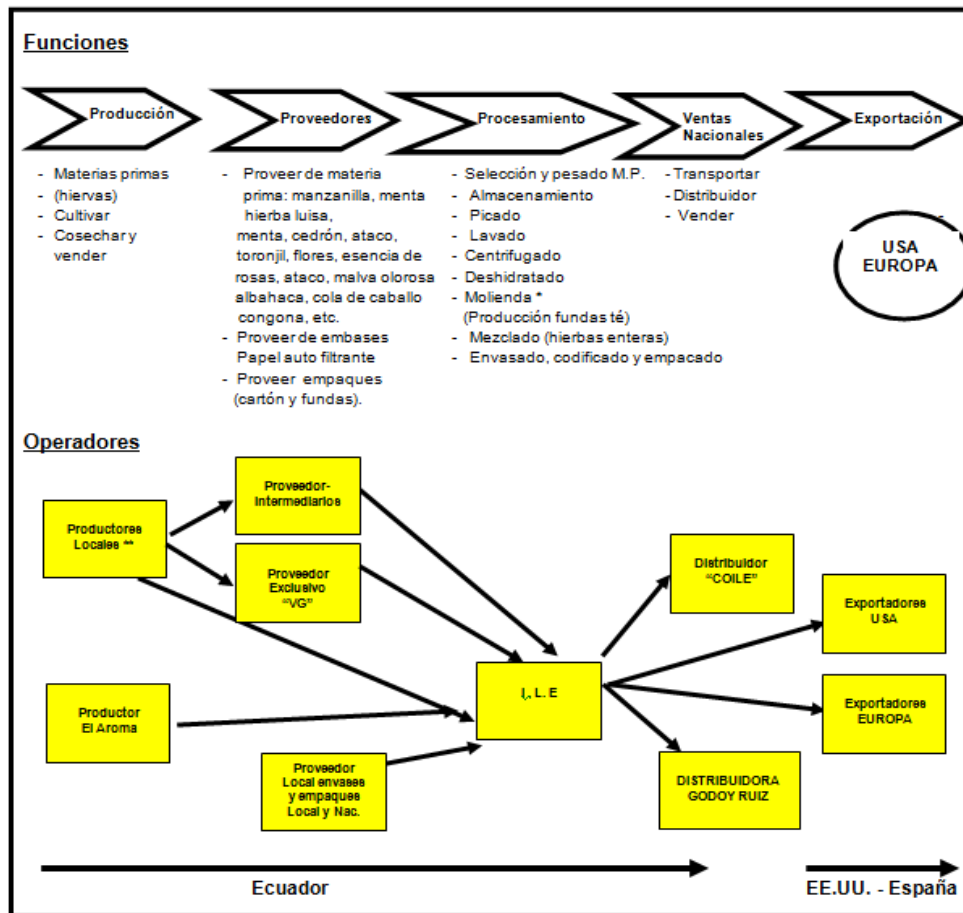 Funciones
Producción
Proveedores
Procesamiento
Ventas
Nacionales
Exportación
- Materias primas
- (hiervas)
- Cultivar
- Cosechar y
vender
- Proveer de materia
prima: manzanilla, menta
hierba luisa,
menta, cedrón, ataco,
toronjil, flores, esencia de
rosas, ataco, malva olorosa
albahaca, cola de caballo
congona, etc.
- Proveer de embases
Papel auto filtrante
- Proveer empaques
(cartón y fundas).
- Selección y pesado M.P.
- Almacenamiento
- Picado
- Lavado
- Centrifugado
- Deshidratado
- Molienda *
(Producción fundas té)
- Mezclado (hierbas enteras)
- Envasado, codificado y empacado
- Transportar
- Distribuidor
- Vender
-
USA
EUROPA
Operadores
Productores
Locales **
Proveedor-
Intermediarios
Proveedor
Exclusivo
"VG"
Productor
El Aroma
Proveedor
Local envases
y empaques
Local y Nac.
I,. L. E
Distribuidor
"COILE"
Exportadores
USA
Exportadores
EUROPA
DISTRIBUIDORA
GODOY RUIZ
Ecuador
EE.UU. - España